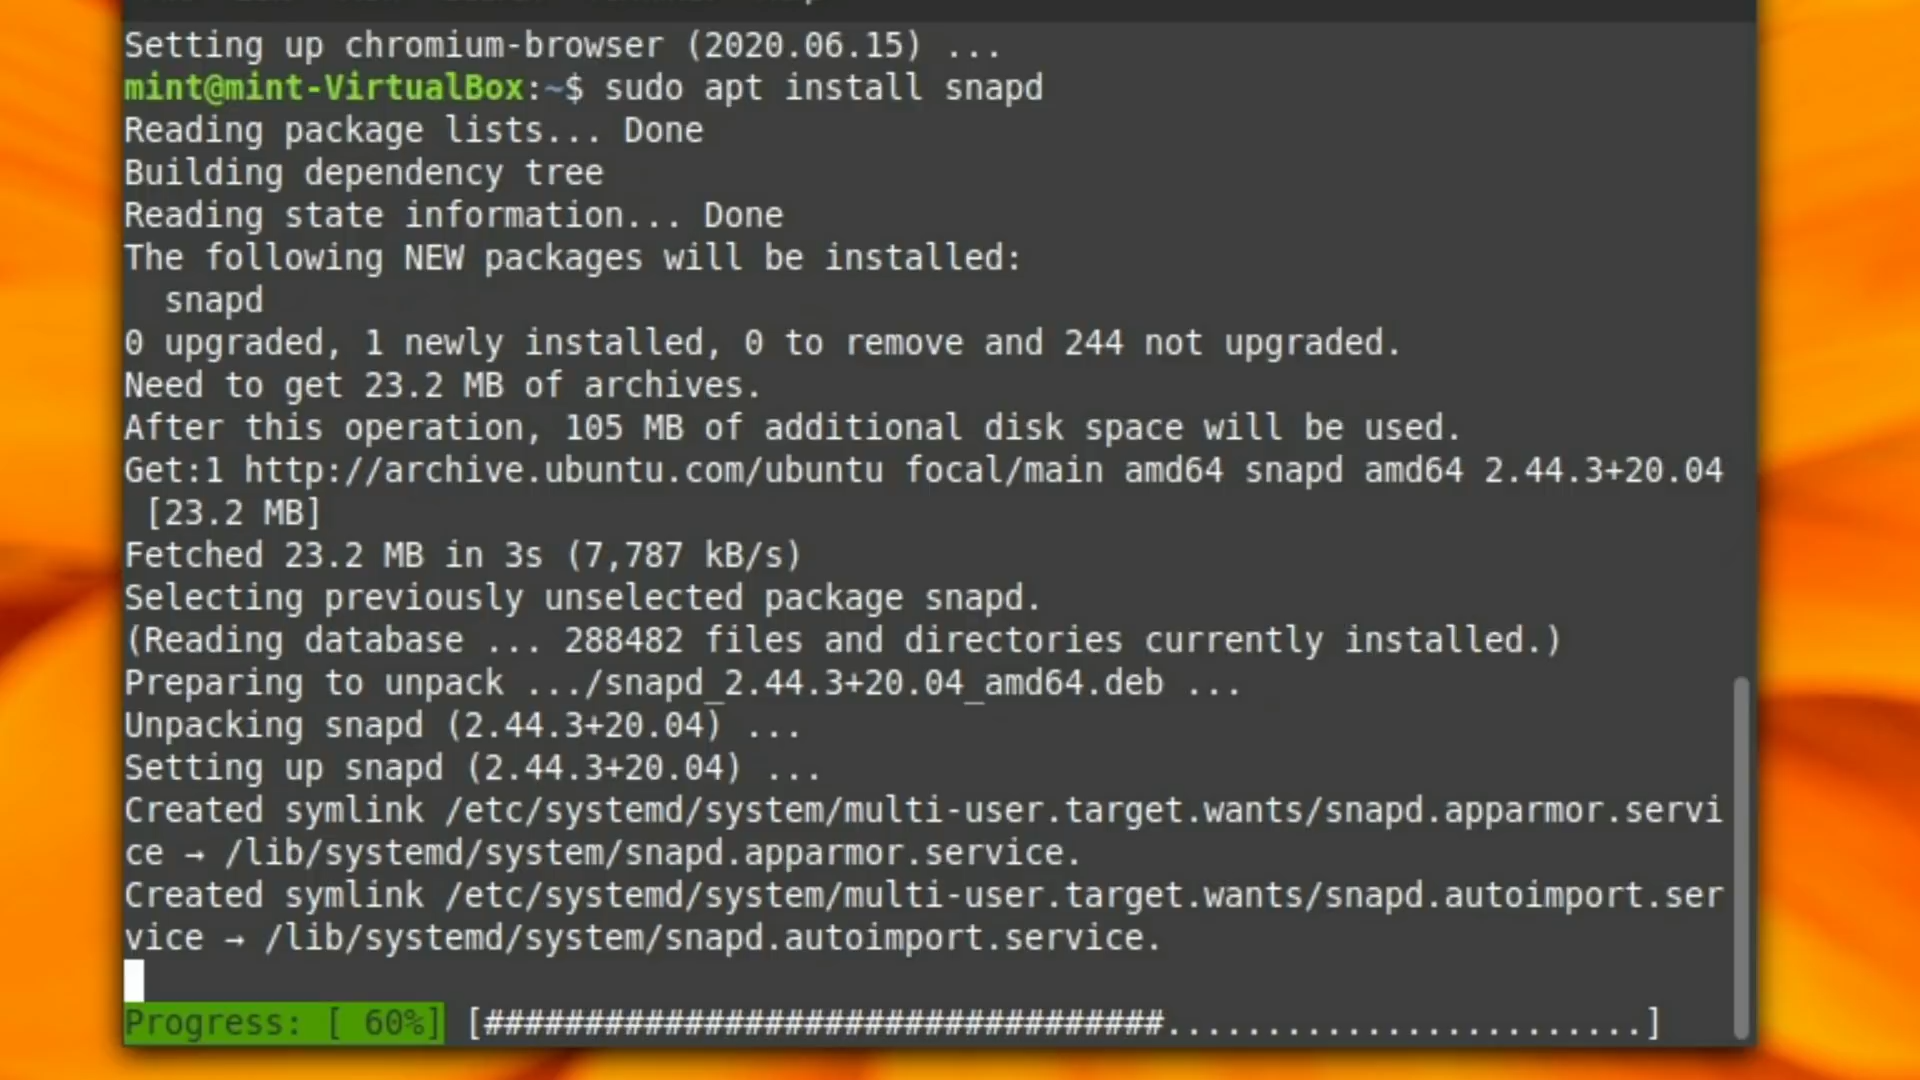 Setting up chromium-browser (2020.06.15) ...
mint@mint-VirtualBox:~$ sudo apt install snapd
Reading package lists... Done
Building dependency tree
Reading state information... Done
The following NEW packages will be installed:
  snapd
0 upgraded, 1 newly installed, 0 to remove and 244 not upgraded.
Need to get 23.2 MB of archives.
After this operation, 105 MB of additional disk space will be used.
Get:1 http://archive.ubuntu.com/ubuntu focal/main amd64 snapd amd64 2.44.3+20.04
 [23.2 MB]
Fetched 23.2 MB in 3s (7,787 kB/s)
Selecting previously unselected package snapd.
(Reading database ... 288482 files and directories currently installed.)
Preparing to unpack .../snapd_2.44.3+20.04_amd64.deb ...
Unpacking snapd (2.44.3+20.04) ...
Setting up snapd (2.44.3+20.04) ...
Created symlink /etc/systemd/system/multi-user.target.wants/snapd.apparmor.servi
ce → /lib/systemd/system/snapd.apparmor.service.
Created symlink /etc/systemd/system/multi-user.target.wants/snapd.autoimport.ser
vice → /lib/systemd/system/snapd.autoimport.service.
Progress: [ 60%] [##################################........................]